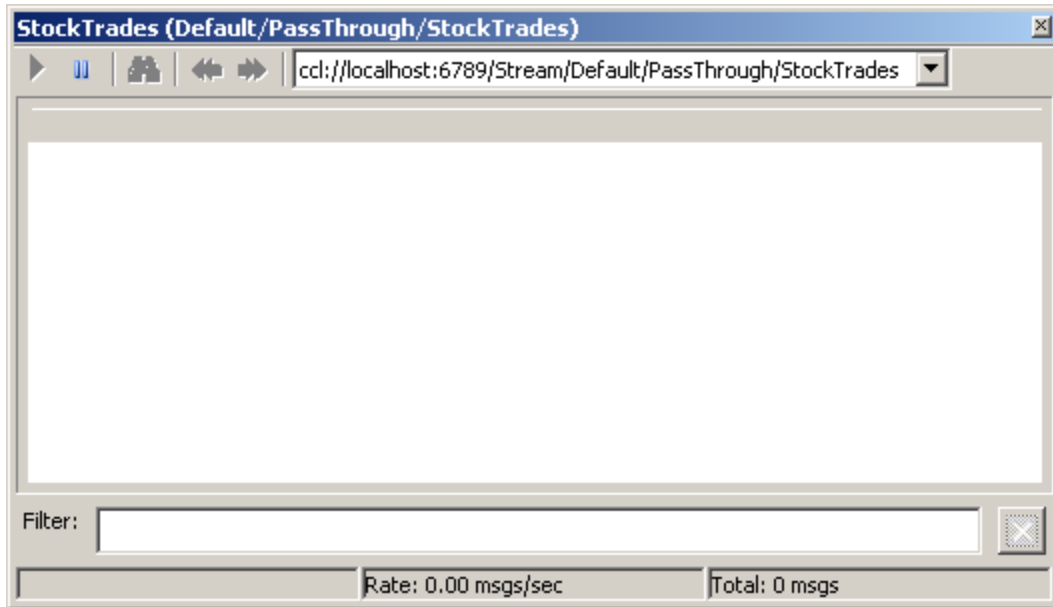 StockTrades (Default/PassThrough/StockTrades)
ccl://localhost:6789/Stream/Default/PassThrough/StockTrades
Filter:
Rate: 0.00 msgs/sec Total: 0 msgs